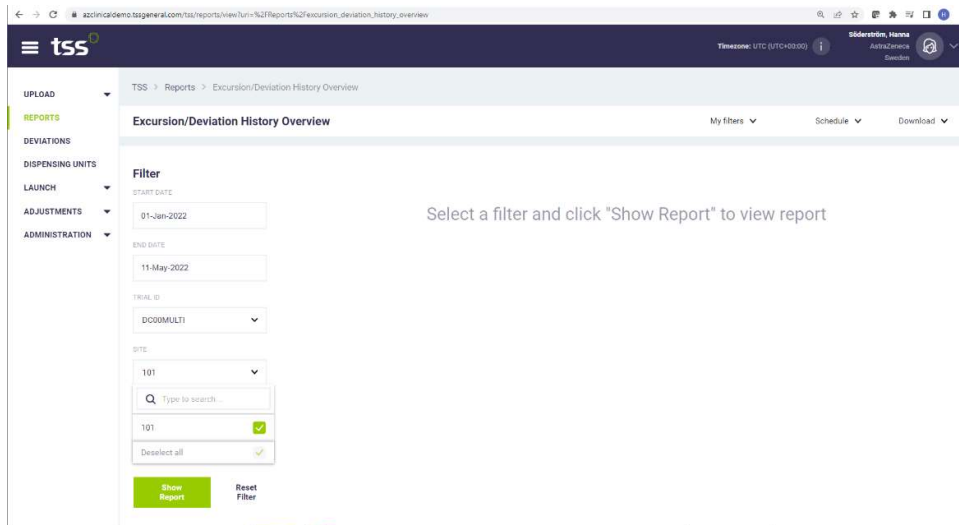 azclinicaldemo.tssgeneral.com/tss/reports/view?uri=%2FReports%2Fexcursion_deviation_history_overview
H
tss
Timezone: UTC (UTC+00:00)
i
Söderström, Hanna
AstraZeneca
Sweden
UPLOAD
REPORTS
DEVIATIONS
DISPENSING UNITS
LAUNCH
ADJUSTMENTS
ADMINISTRATION
TSS > Reports > Excursion/Deviation History Overview
Excursion/Deviation History Overview
My filters
Schedule
Download
Filter
START DATE
01-Jan-2022
END DATE
11-May-2022
TRIAL ID
DC00MULTI
SITE
101
Type to search...
101
Deselect all
Show
Report
Reset
Filter
Select a filter and click "Show Report" to view report